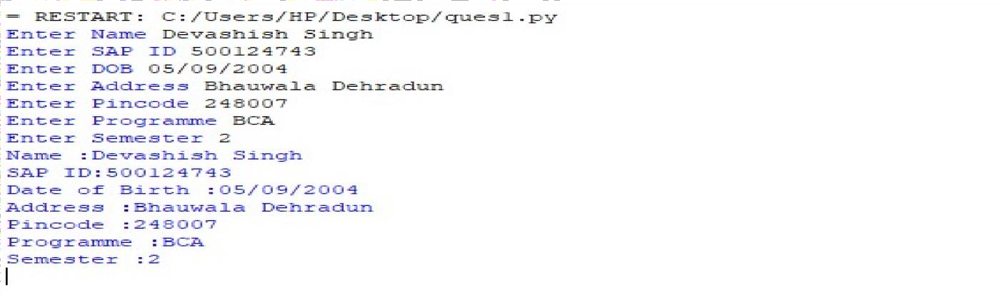 = RESTART: C:/Users/HP/Desktop/ques1.py
Enter Name Devashish Singh
Enter SAP ID 500124743
Enter DOB 05/09/2004
Enter Address Bhauwala Dehradun
Enter Pincode 248007
Enter Programme BCA
Enter Semester 2
Name :Devashish Singh
SAP ID:500124743
Date of Birth :05/09/2004
Address :Bhauwala Dehradun
Pincode :248007
Programme :BCA
Semester :2